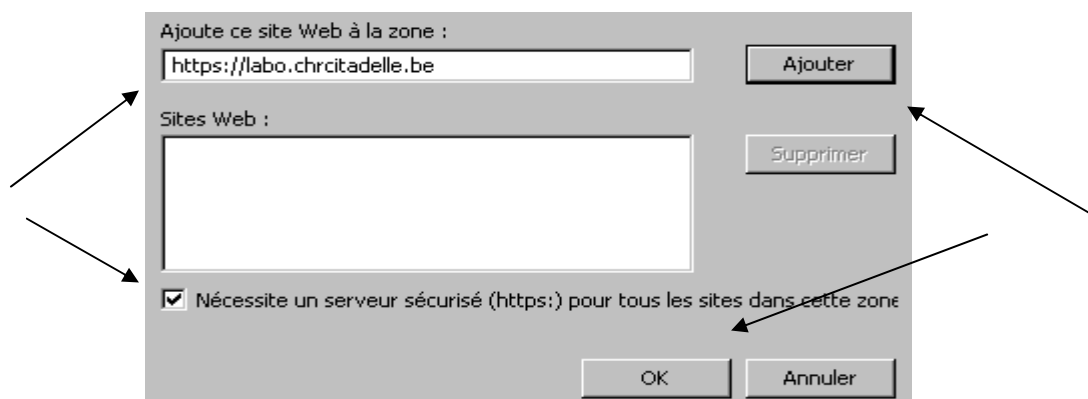 Ajoute ce site Web à la zone :
https://labo.chrcitadelle.be
Ajouter
Sites Web :
Supprimer
Nécessite un serveur sécurisé (https:) pour tous les sites dans cette zone
OK
Annuler